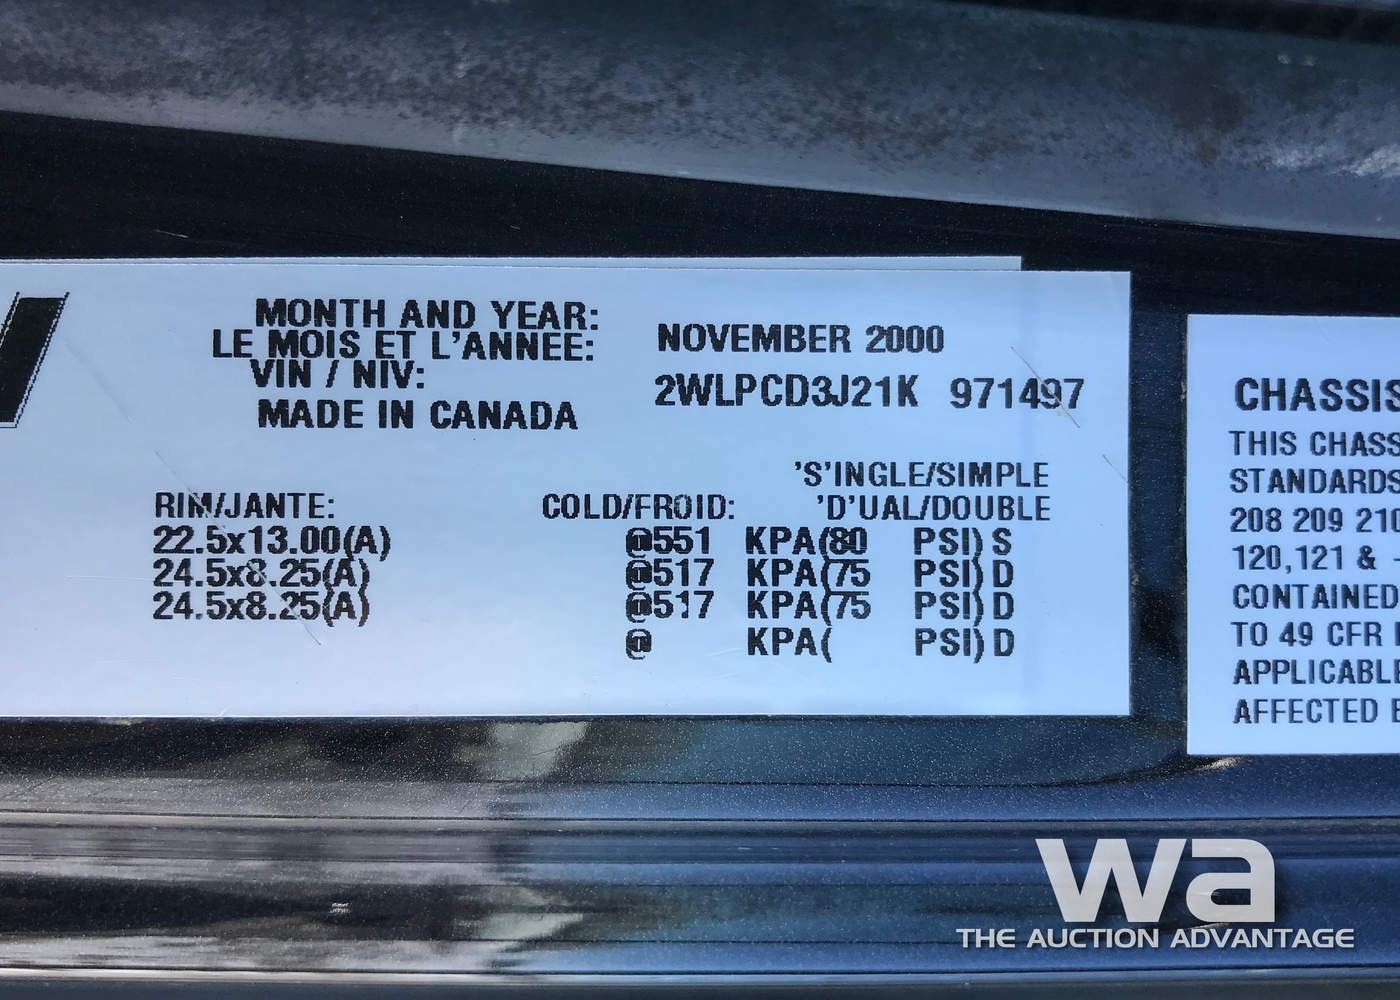 MONTH AND YEAR:
LE MOIS ET L'ANNEE:
NOVEMBER 2000
VIN / NIV:
2WLPCD3J21K 971497
MADE IN CANADA
'S'INGLE/SIMPLE
RIM/JANTE: COLD/FROID: 'D'UAL/DOUBLE
22.5x13.00(A) @551 KPA(80 PSI) S
24.5x8.25(A) @517 KPA(75 PSI) D
24.5x8.25(A) @517 KPA(75 PSI) D
@ KPA( PSI) D
CHASSIS
THIS CHASS
STANDARDS
208 209 210
120,121 & -
CONTAINED
TO 49 CFR
APPLICABLE
AFFECTED
wa
THE AUCTION ADVANTAGE